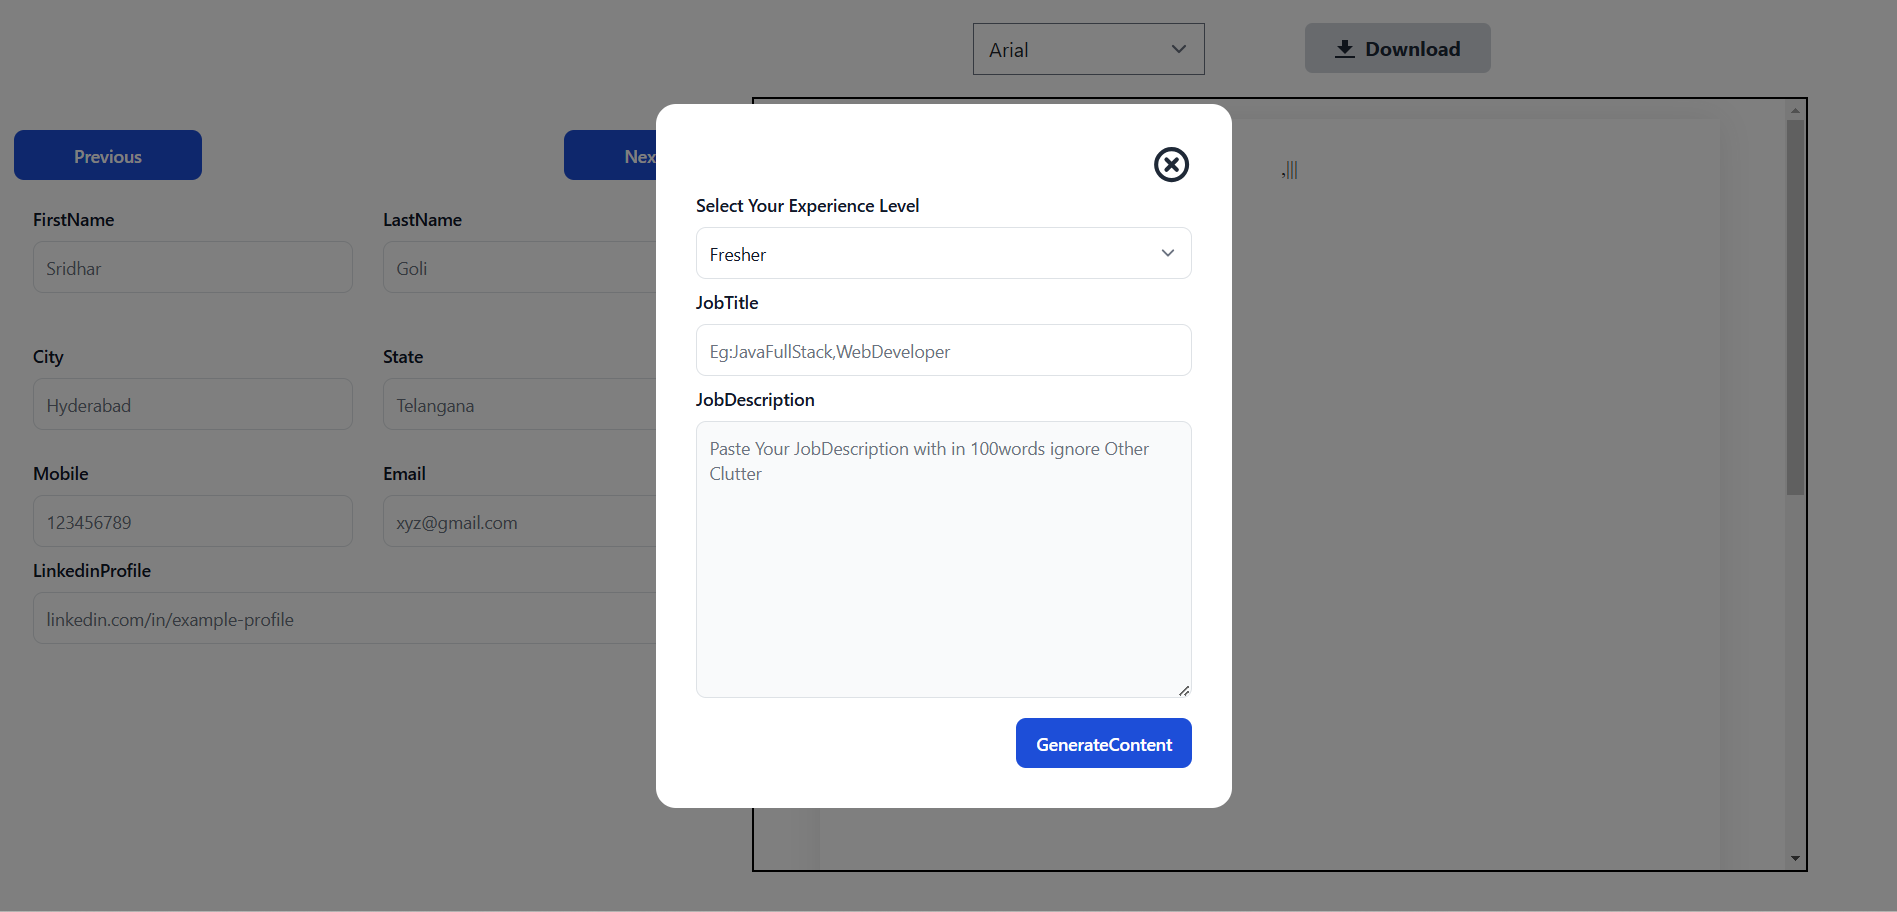 Arial
Download
Previous
Nex
FirstName
LastName
Sridhar
Goli
City
State
Hyderabad
Telangana
Mobile
Email
123456789
xyz@gmail.com
LinkedinProfile
linkedin.com/in/example-profile
Select Your Experience Level
Fresher
JobTitle
Eg:JavaFullStack,WebDeveloper
JobDescription
Paste Your JobDescription with in 100words ignore Other
Clutter
GenerateContent
,|||